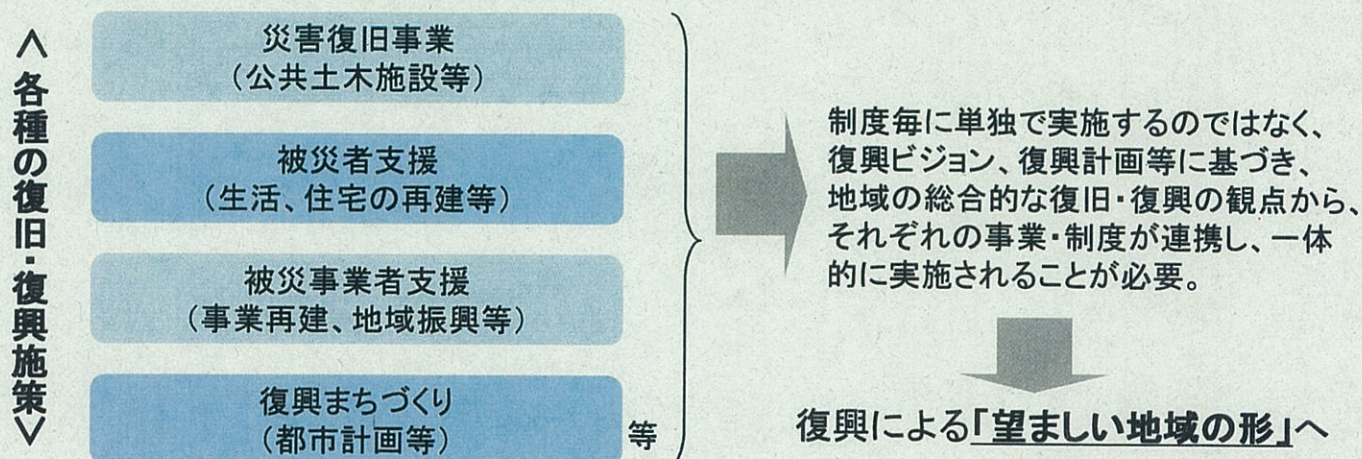 <各種の復旧・復興施策>
災害復旧事業
(公共土木施設等)
被災者支援
(生活、住宅の再建等)
被災事業者支援
(事業再建、地域振興等)
復興まちづくり
(都市計画等)
等
制度毎に単独で実施するのではなく、
復興ビジョン、復興計画等に基づき、
地域の総合的な復旧・復興の観点から、
それぞれの事業・制度が連携し、一体
的に実施されることが必要。
復興による「望ましい地域の形」へ